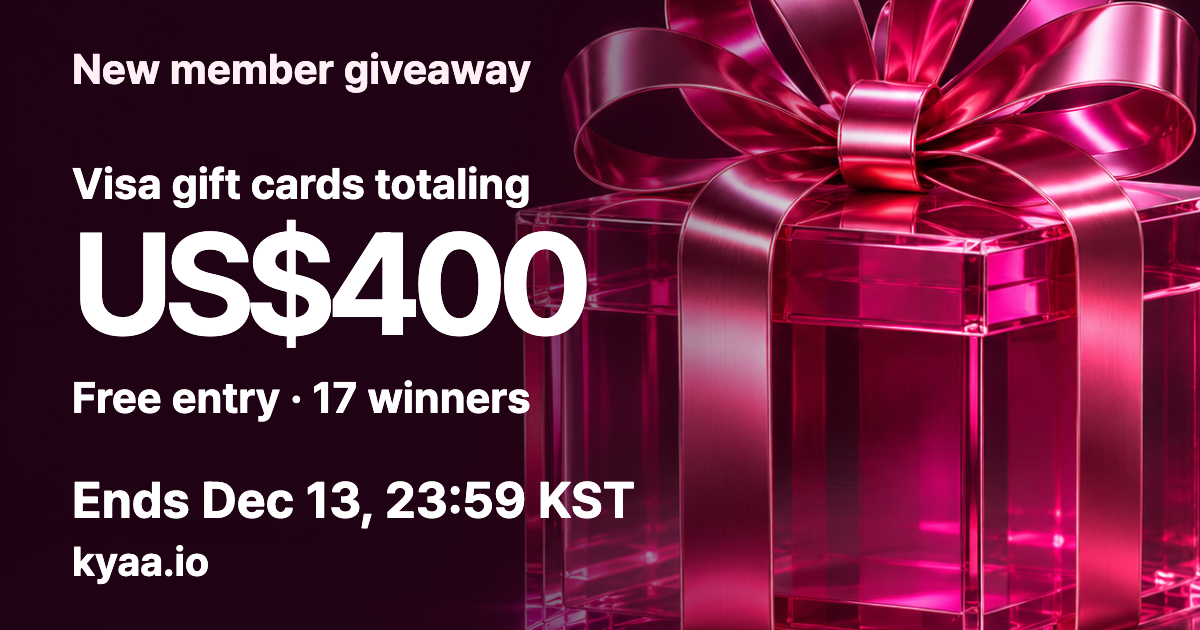 New member giveaway
Visa gift cards totaling
US$400
Free entry · 17 winners
Ends Dec 13, 23:59 KST
kyaa.io